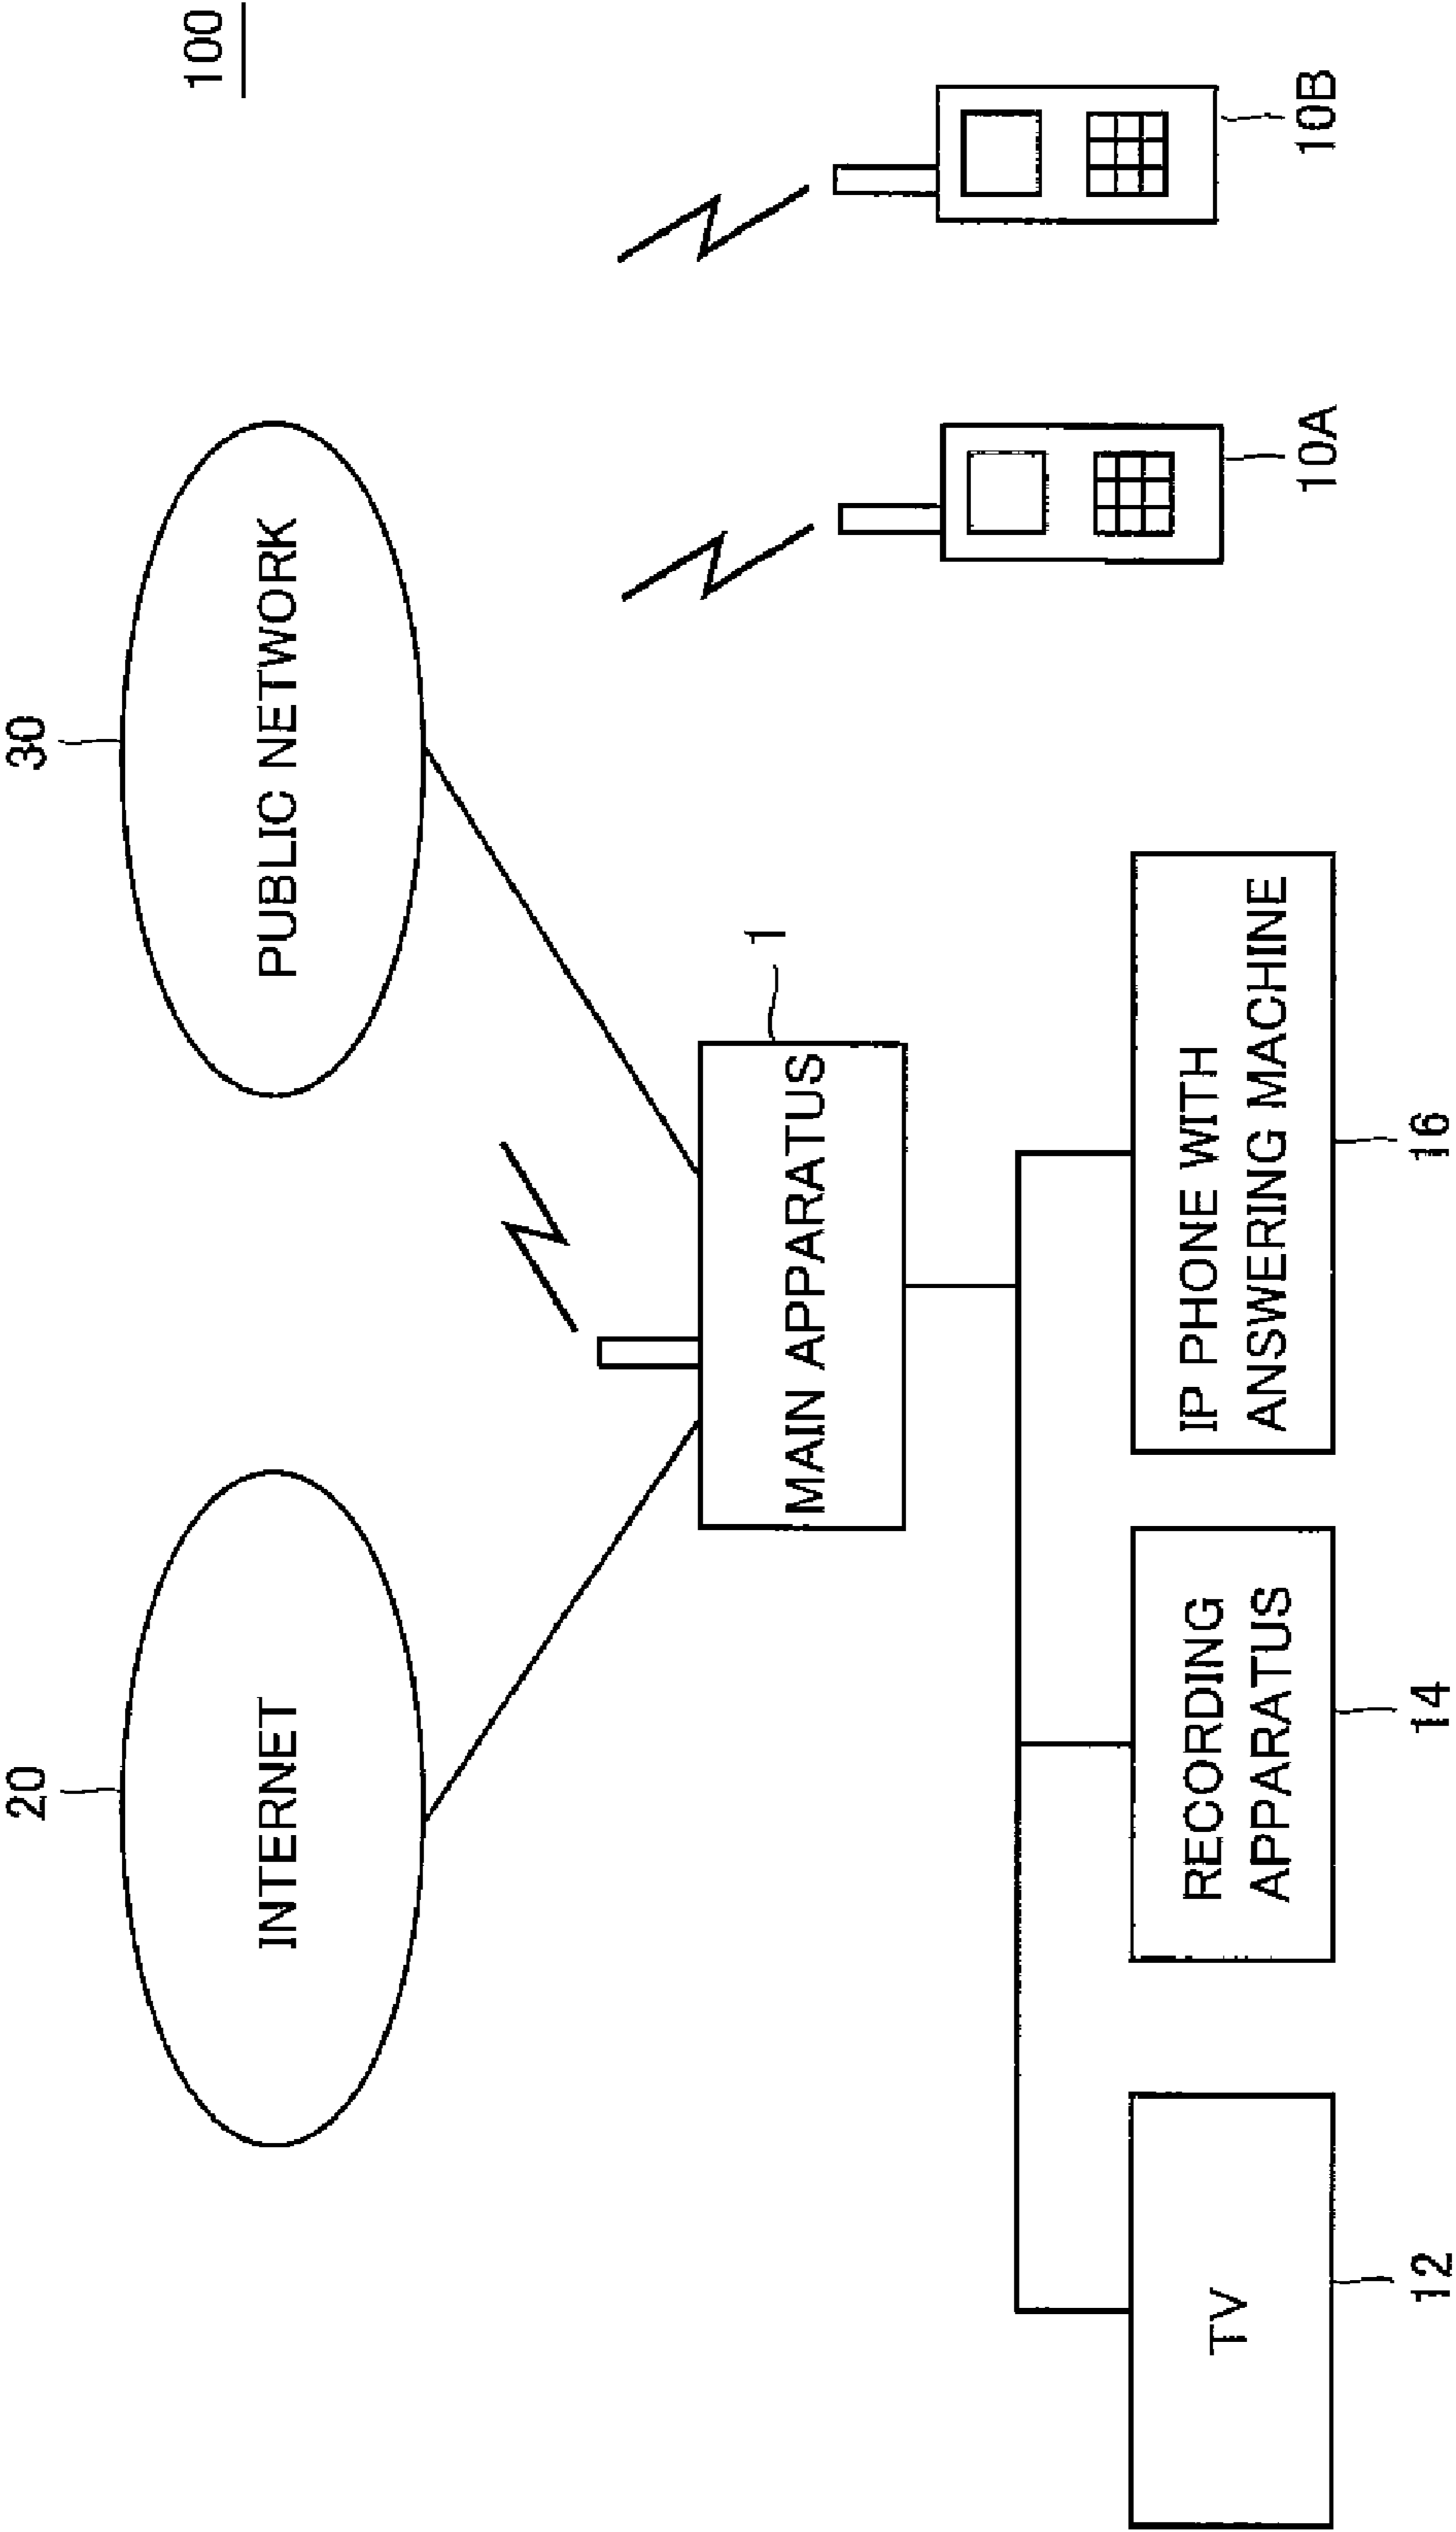 100
20
30
INTERNET
PUBLIC NETWORK
1
MAIN APPARATUS
TV
RECORDING
APPARATUS
IP PHONE WITH
ANSWERING MACHINE
10A
10B
12
14
16